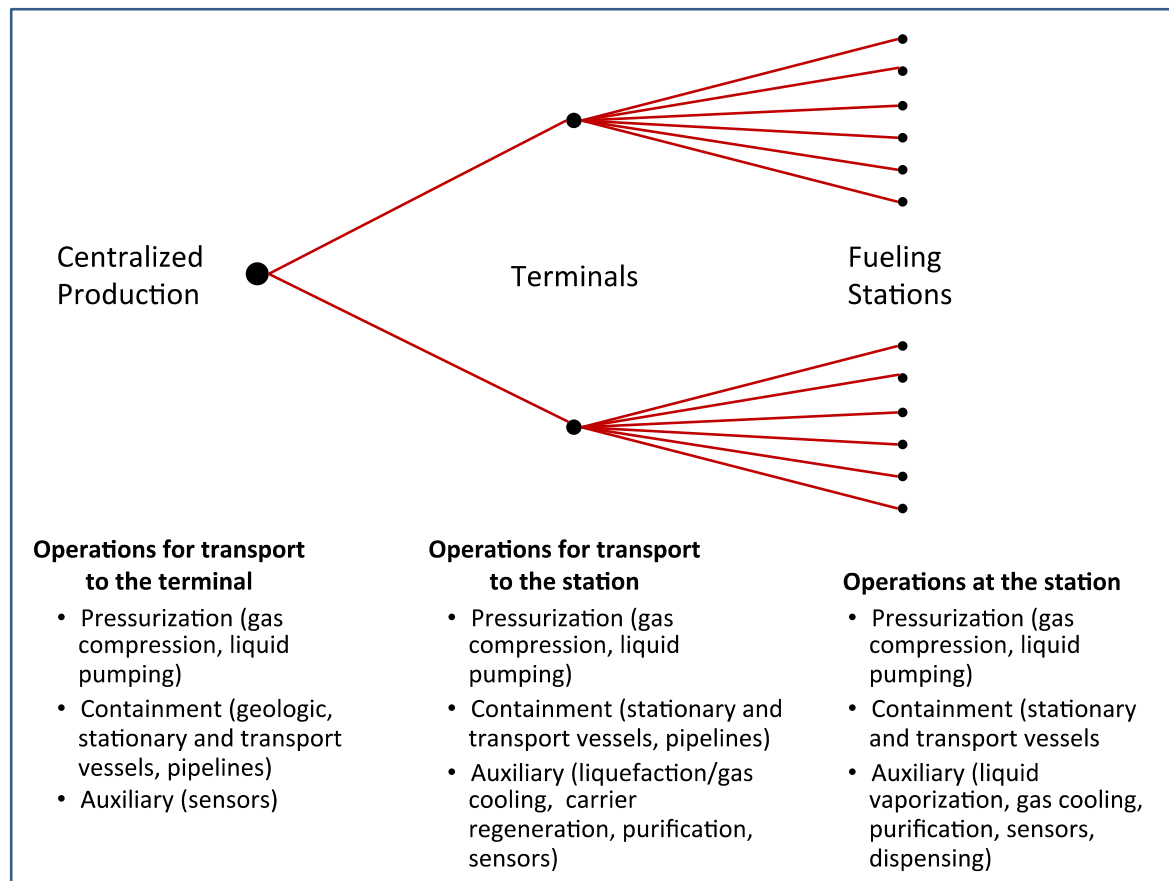 Centralized
Production
Terminals
Fueling
Stations
Operations for transport
to the terminal
• Pressurization (gas
compression, liquid
pumping)
• Containment (geologic,
stationary and transport
vessels, pipelines)
• Auxiliary (sensors)
Operations for transport
to the station
• Pressurization (gas
compression, liquid
pumping)
• Containment (stationary and
transport vessels, pipelines)
• Auxiliary (liquefaction/gas
cooling, carrier
regeneration, purification,
sensors)
Operations at the station
• Pressurization (gas
compression, liquid
pumping)
• Containment (stationary
and transport vessels
• Auxiliary (liquid
vaporization, gas cooling,
purification, sensors,
dispensing)